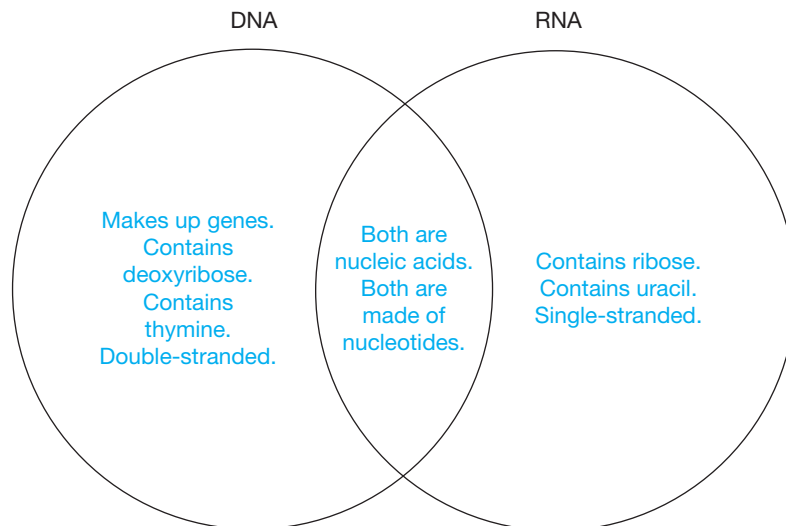 DNA
RNA
Makes up genes.
Contains
deoxyribose.
Contains
thymine.
Double-stranded.
Both are
nucleic acids.
Both are
made of
nucleotides.
Contains ribose.
Contains uracil.
Single-stranded.